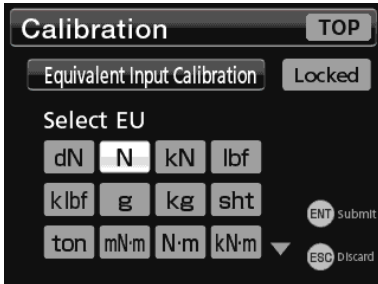 Calibration TOP
Equivalent Input Calibration Locked
Select EU
dN N kN lbf
klbf g kg sht
ENT Submit
ton mN·m N·m kN·m
ESC Discard